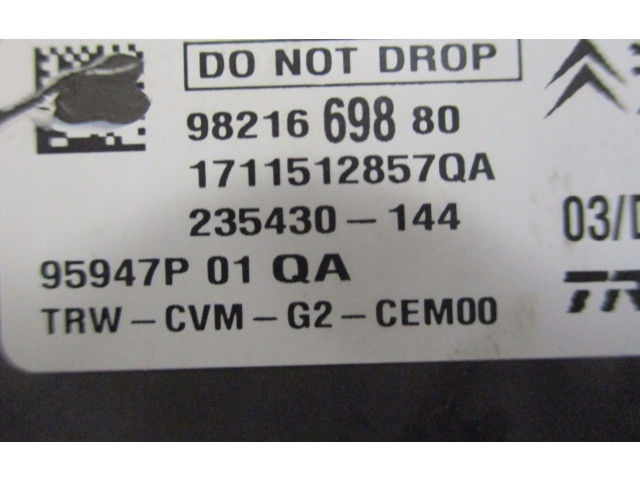 DO NOT DROP
98216 698 80
1711512857QA
235430-144
03/D
95947P 01 QA
TRW-CVM-G2-CEM00